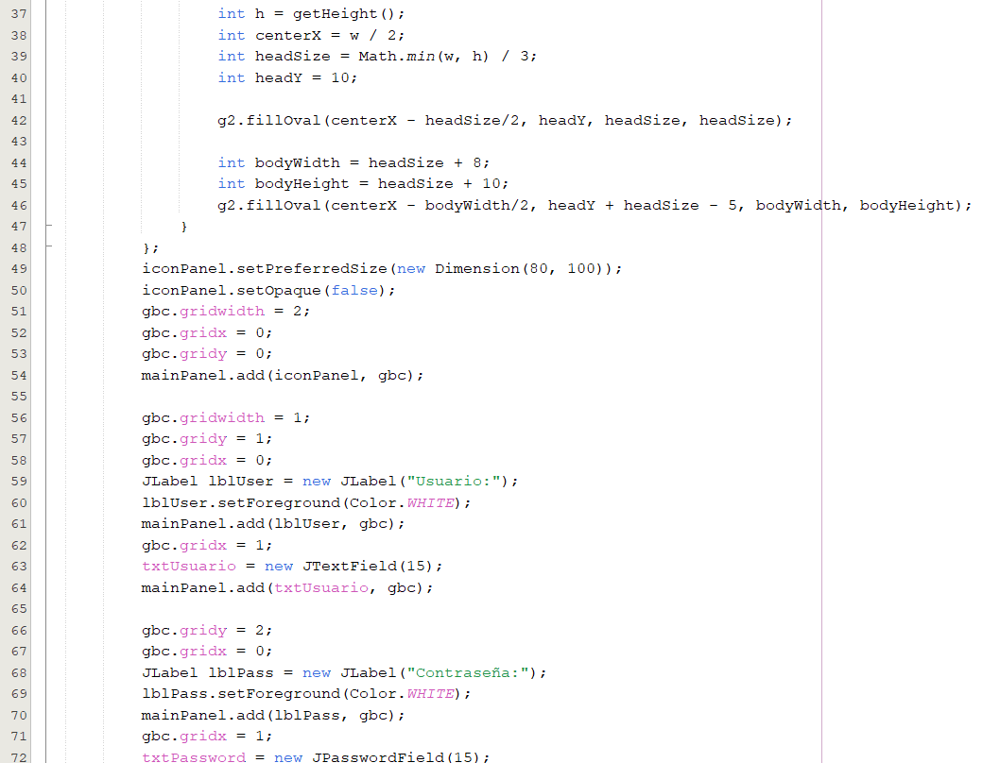 37 int h = getHeight();
38 int centerX = w / 2;
39 int headSize = Math.min(w, h) / 3;
40 int headY = 10;
41
42 g2.fillOval(centerX - headSize/2, headY, headSize, headSize);
43
44 int bodyWidth = headSize + 8;
45 int bodyHeight = headSize + 10;
46 g2.fillOval(centerX - bodyWidth/2, headY + headSize - 5, bodyWidth, bodyHeight);
47 }
48 };
49 iconPanel.setPreferredSize(new Dimension(80, 100));
50 iconPanel.setOpaque(false);
51 gbc.gridwidth = 2;
52 gbc.gridx = 0;
53 gbc.gridy = 0;
54 mainPanel.add(iconPanel, gbc);
55
56 gbc.gridwidth = 1;
57 gbc.gridy = 1;
58 gbc.gridx = 0;
59 JLabel lblUser = new JLabel("Usuario:");
60 lblUser.setForeground(Color.WHITE);
61 mainPanel.add(lblUser, gbc);
62 gbc.gridx = 1;
63 txtUsuario = new JTextField(15);
64 mainPanel.add(txtUsuario, gbc);
65
66 gbc.gridy = 2;
67 gbc.gridx = 0;
68 JLabel lblPass = new JLabel("Contraseña:");
69 lblPass.setForeground(Color.WHITE);
70 mainPanel.add(lblPass, gbc);
71 gbc.gridx = 1;
72 txtPassword = new JPasswordField(15);